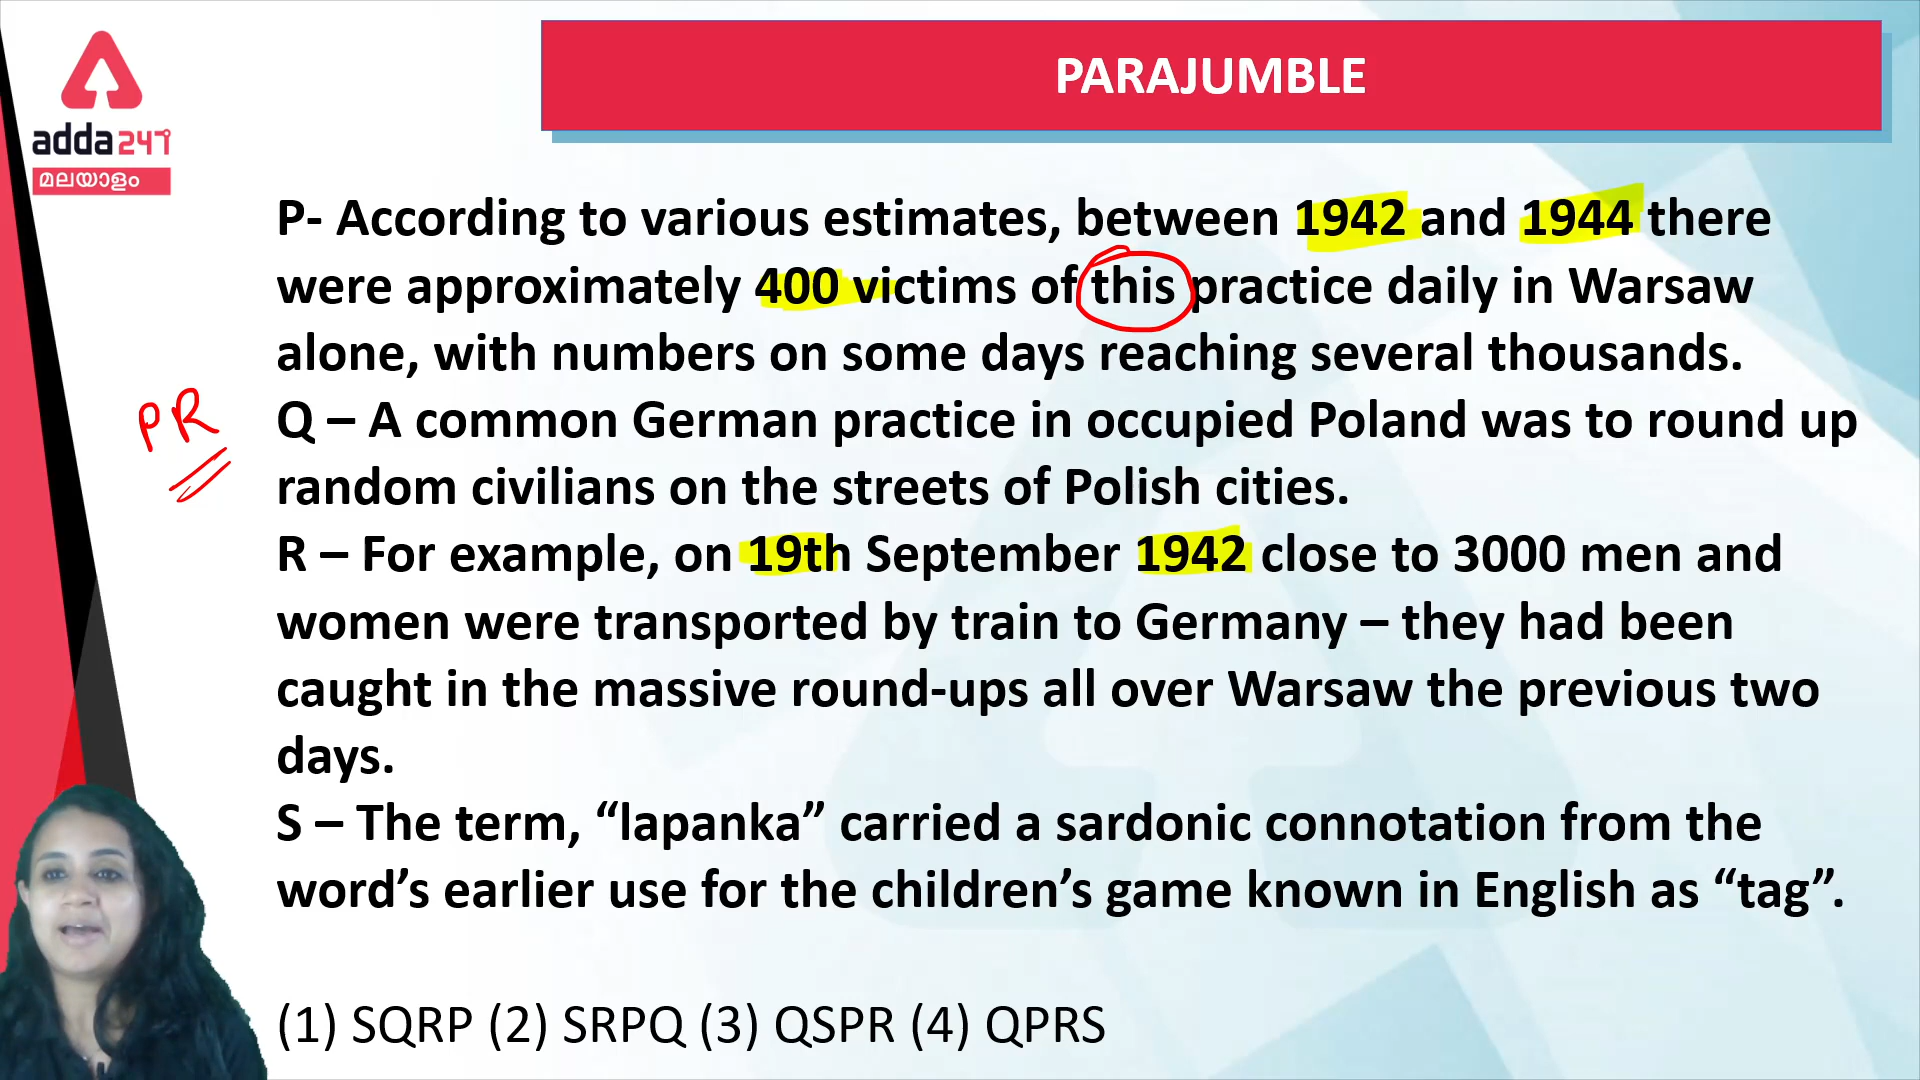 adda247
മലയാളം
PARAJUMBLE
P- According to various estimates, between 1942 and 1944 there
were approximately 400 victims of this practice daily in Warsaw
alone, with numbers on some days reaching several thousands.
PR
Q – A common German practice in occupied Poland was to round up
random civilians on the streets of Polish cities.
R – For example, on 19th September 1942 close to 3000 men and
women were transported by train to Germany – they had been
caught in the massive round-ups all over Warsaw the previous two
days.
S – The term, “lapanka” carried a sardonic connotation from the
word’s earlier use for the children’s game known in English as “tag”.
(1) SQRP (2) SRPQ (3) QSPR (4) QPRS